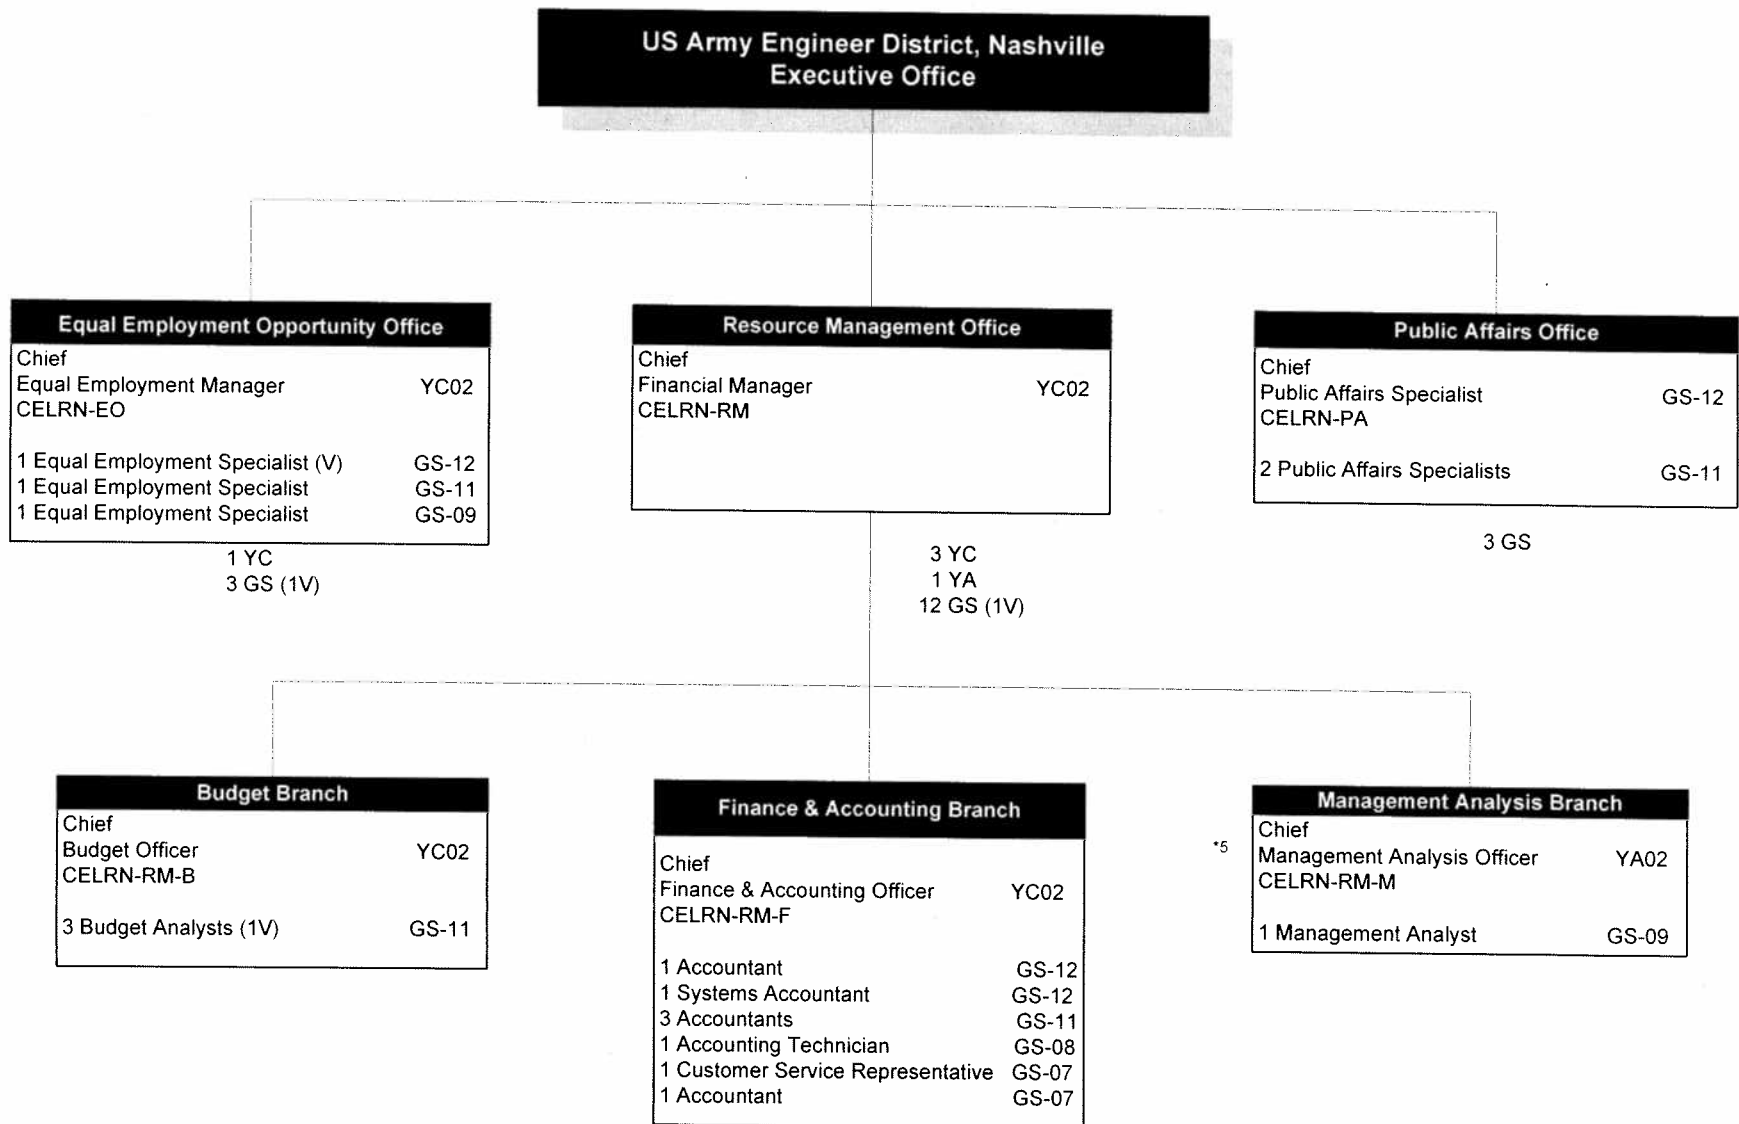 US Army Engineer District, Nashville
Executive Office
Equal Employment Opportunity Office
Chief
Equal Employment Manager YC02
CELRN-EO
1 Equal Employment Specialist (V) GS-12
1 Equal Employment Specialist GS-11
1 Equal Employment Specialist GS-09
1 YC
3 GS (1V)
Resource Management Office
Chief
Financial Manager YC02
CELRN-RM
3 YC
1 YA
12 GS (1V)
Public Affairs Office
Chief
Public Affairs Specialist GS-12
CELRN-PA
2 Public Affairs Specialists GS-11
3 GS
Budget Branch
Chief
Budget Officer YC02
CELRN-RM-B
3 Budget Analysts (1V) GS-11
Finance & Accounting Branch
Chief
Finance & Accounting Officer YC02
CELRN-RM-F
1 Accountant GS-12
1 Systems Accountant GS-12
3 Accountants GS-11
1 Accounting Technician GS-08
1 Customer Service Representative GS-07
1 Accountant GS-07
*5
Management Analysis Branch
Chief
Management Analysis Officer YA02
CELRN-RM-M
1 Management Analyst GS-09